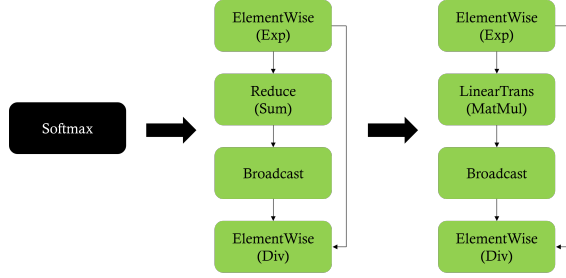 Softmax
ElementWise
(Exp)
Reduce
(Sum)
Broadcast
ElementWise
(Div)
ElementWise
(Exp)
LinearTrans
(MatMul)
Broadcast
ElementWise
(Div)